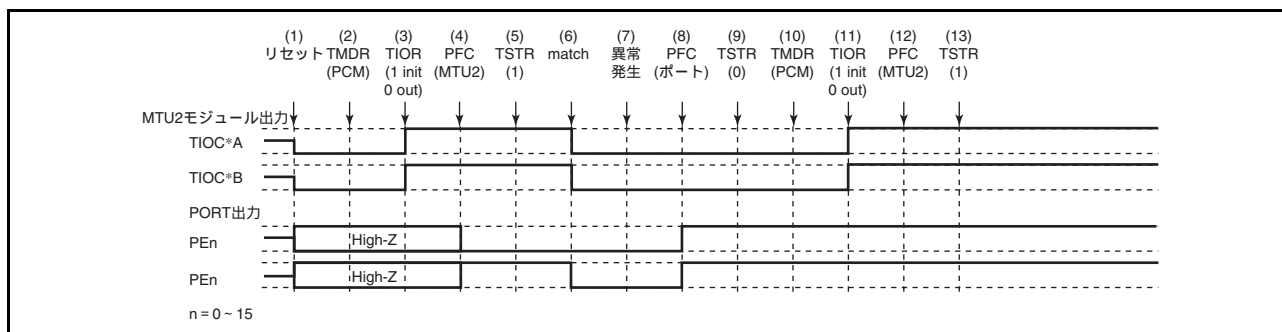 (1) (2) (3) (4) (5) (6) (7) (8) (9) (10) (11) (12) (13)
リセット TMDR TIOR PFC TSTR match 異常 PFC TSTR TMDR TIOR PFC TSTR
(PCM) (1 init (MTU2) (1) 発生 (ポート) (0) (PCM) (1 init (MTU2) (1)
0 out) 0 out)
MTU2モジュール出力
TIOC*A
TIOC*B
PORT出力
PEn High-Z
PEn High-Z
n = 0 ~ 15